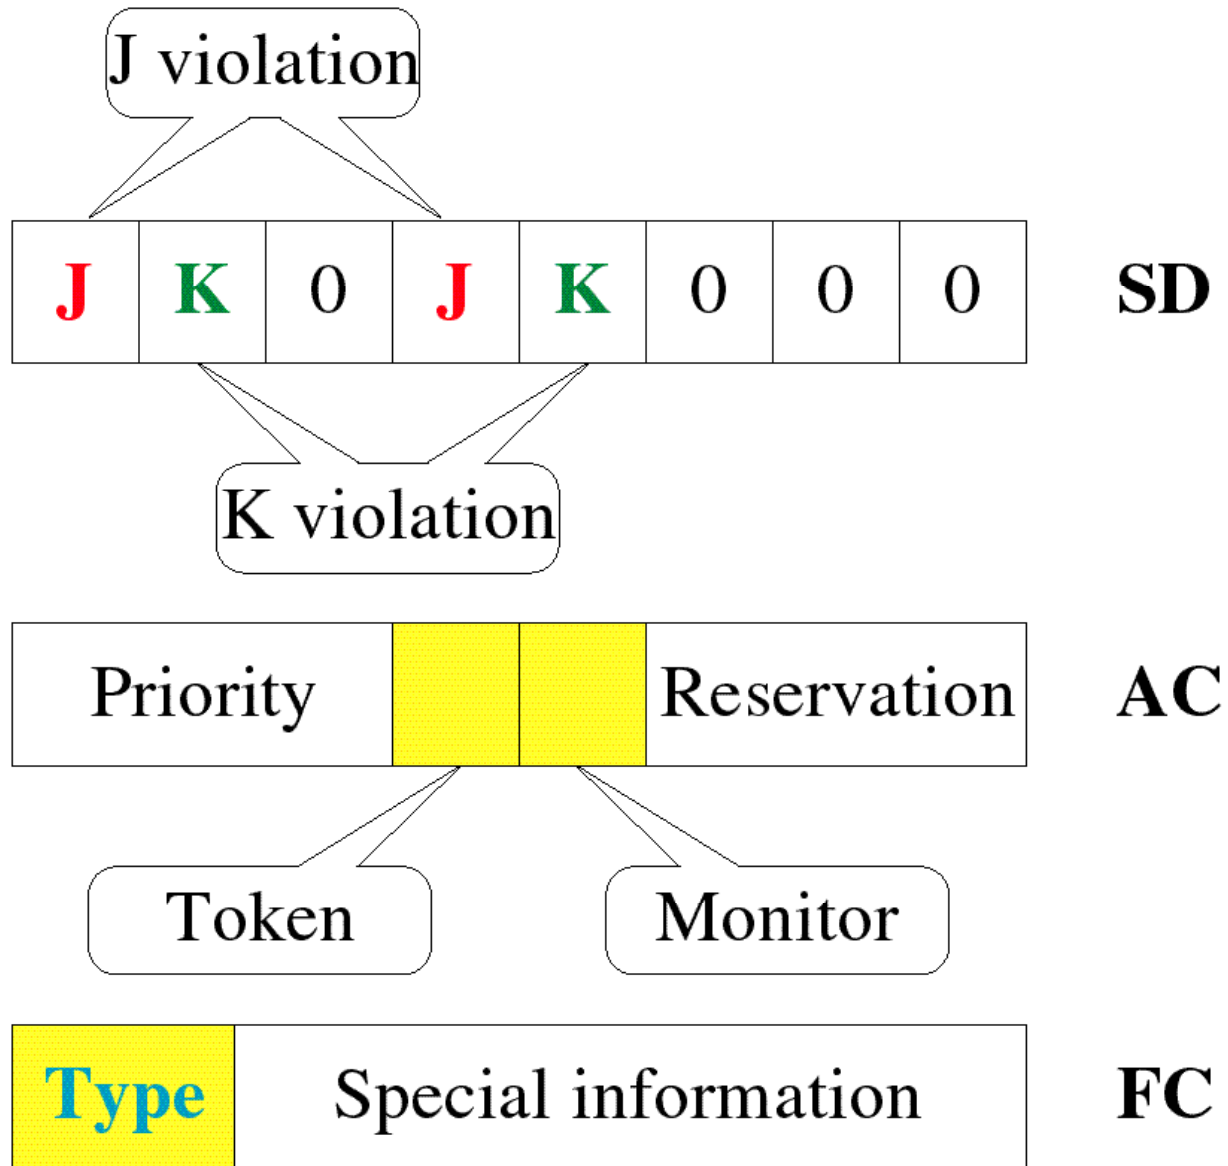 J violation
J K 0 J K 0 0 0 SD
K violation
Priority Reservation AC
Token Monitor
Type Special information FC